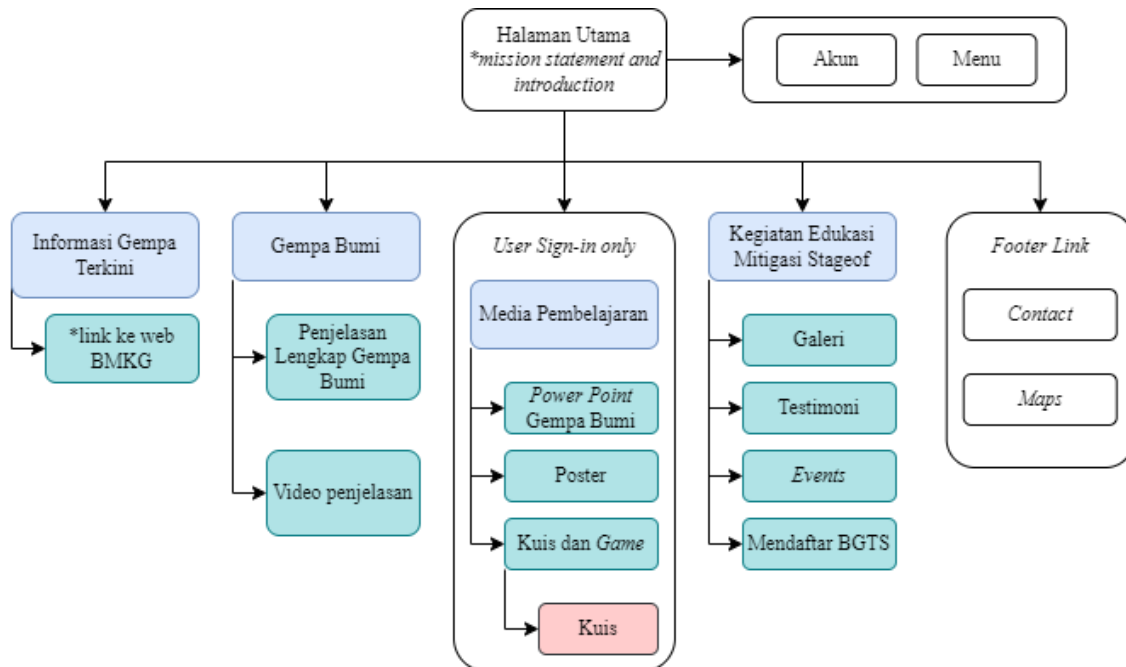 Halaman Utama
*mission statement and
introduction
Akun
Menu
Informasi Gempa
Terkini
*link ke web
BMKG
Gempa Bumi
Penjelasan
Lengkap Gempa
Bumi
Video penjelasan
User Sign-in only
Media Pembelajaran
Power Point
Gempa Bumi
Poster
Kuis dan Game
Kuis
Kegiatan Edukasi
Mitigasi Stageof
Galeri
Testimoni
Events
Mendaftar BGTS
Footer Link
Contact
Maps